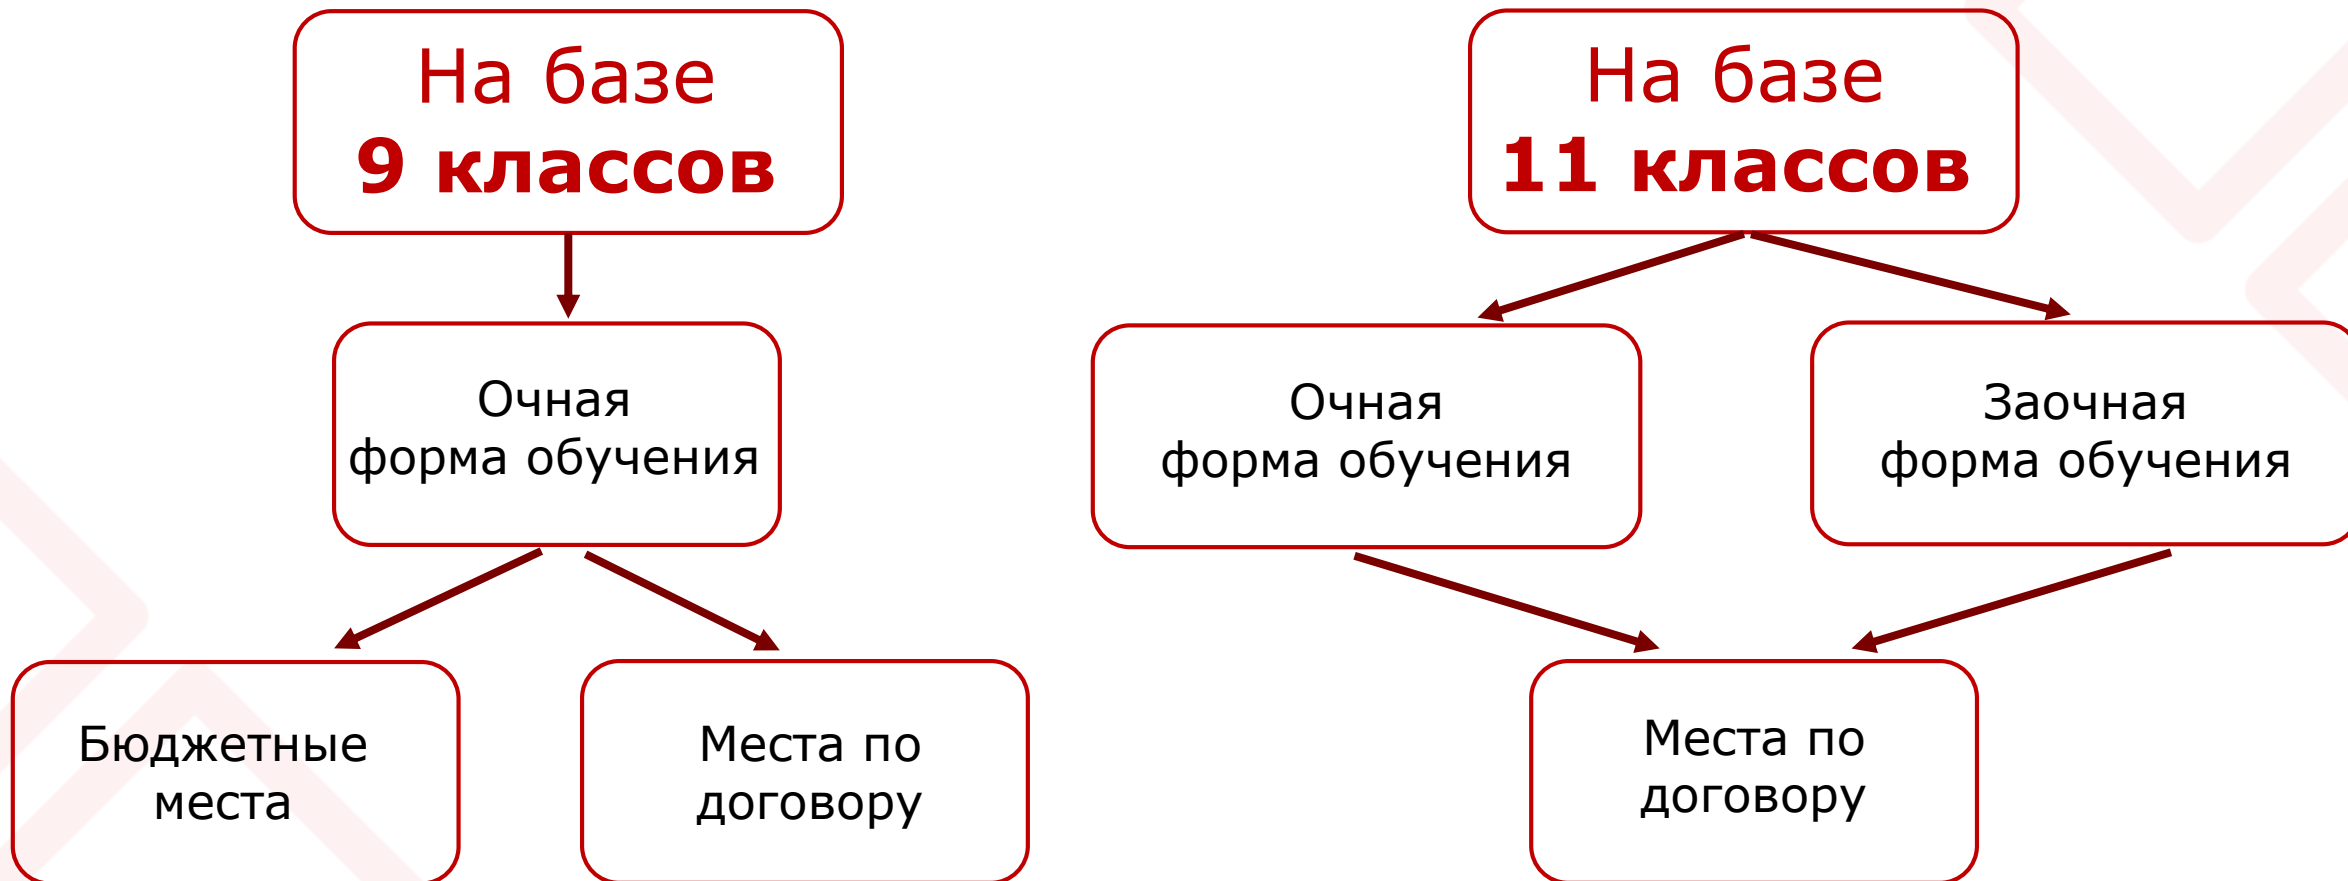 На базе
9 классов
На базе
11 классов
Очная
форма обучения
Очная
форма обучения
Заочная
форма обучения
Бюджетные
места
Места по
договору
Места по
договору